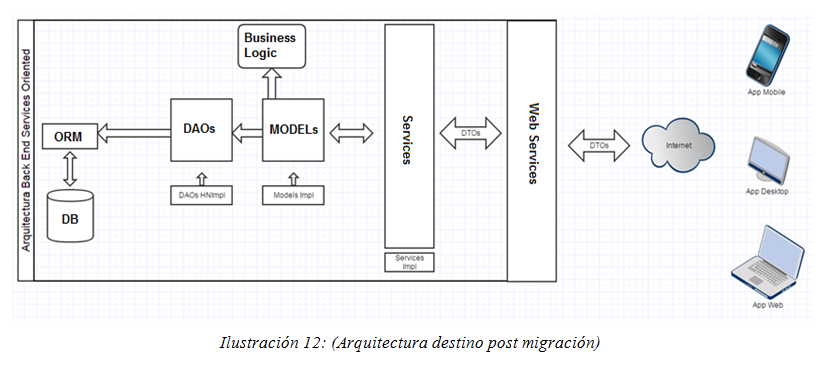 Arquitectura Back End Services Oriented
Business
Logic
ORM
DAOs
MODELs
DB
DAOs HNImpl
Models Impl
Services
Services
Impl
DTOs
Web Services
DTOs
Internet
App Mobile
App Desktop
App Web
Ilustración 12: (Arquitectura destino post migración)